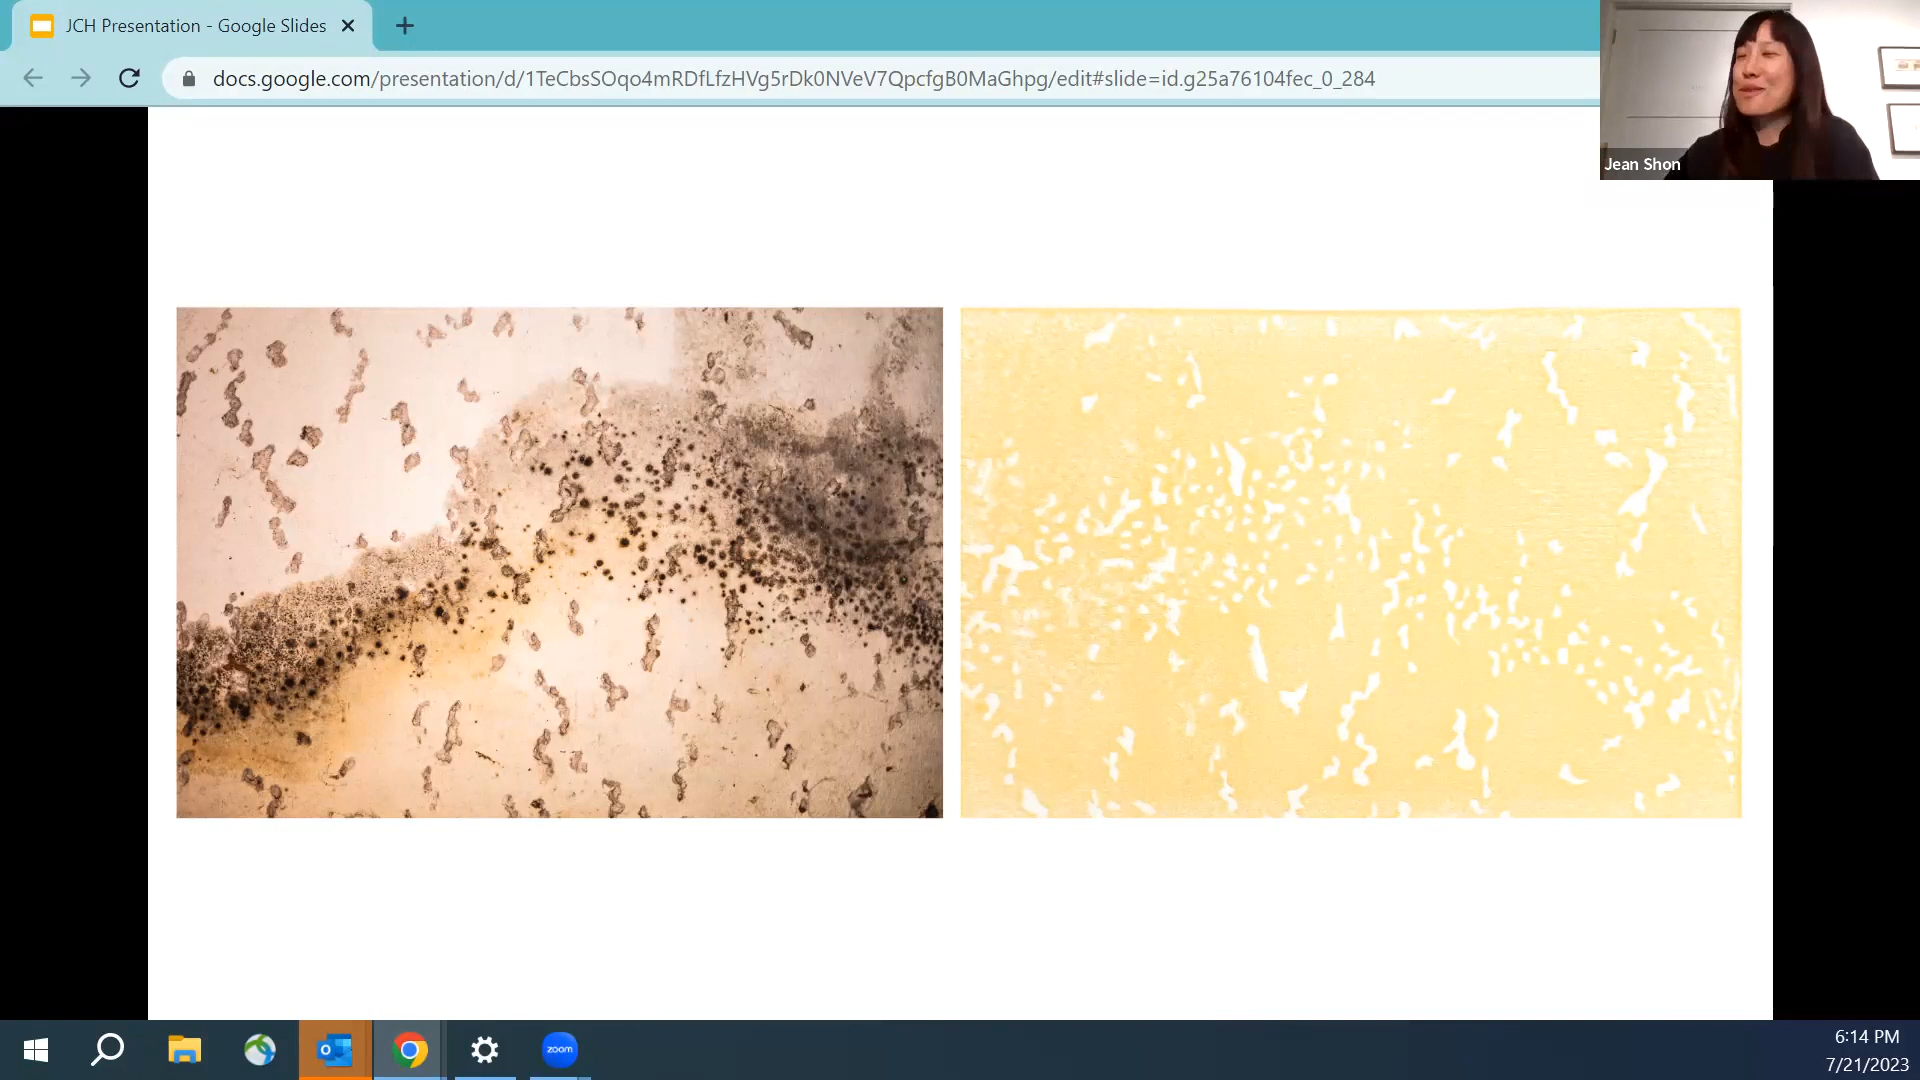 JCH Presentation - Google Slides
docs.google.com/presentation/d/1TeCbsSOqo4mRDfLfzHVg5rDk0NVeV7QpcfgB0MaGhpg/edit#slide=id.g25a76104fec_0_284
Jean Shon
zoom
6:14 PM
7/21/2023